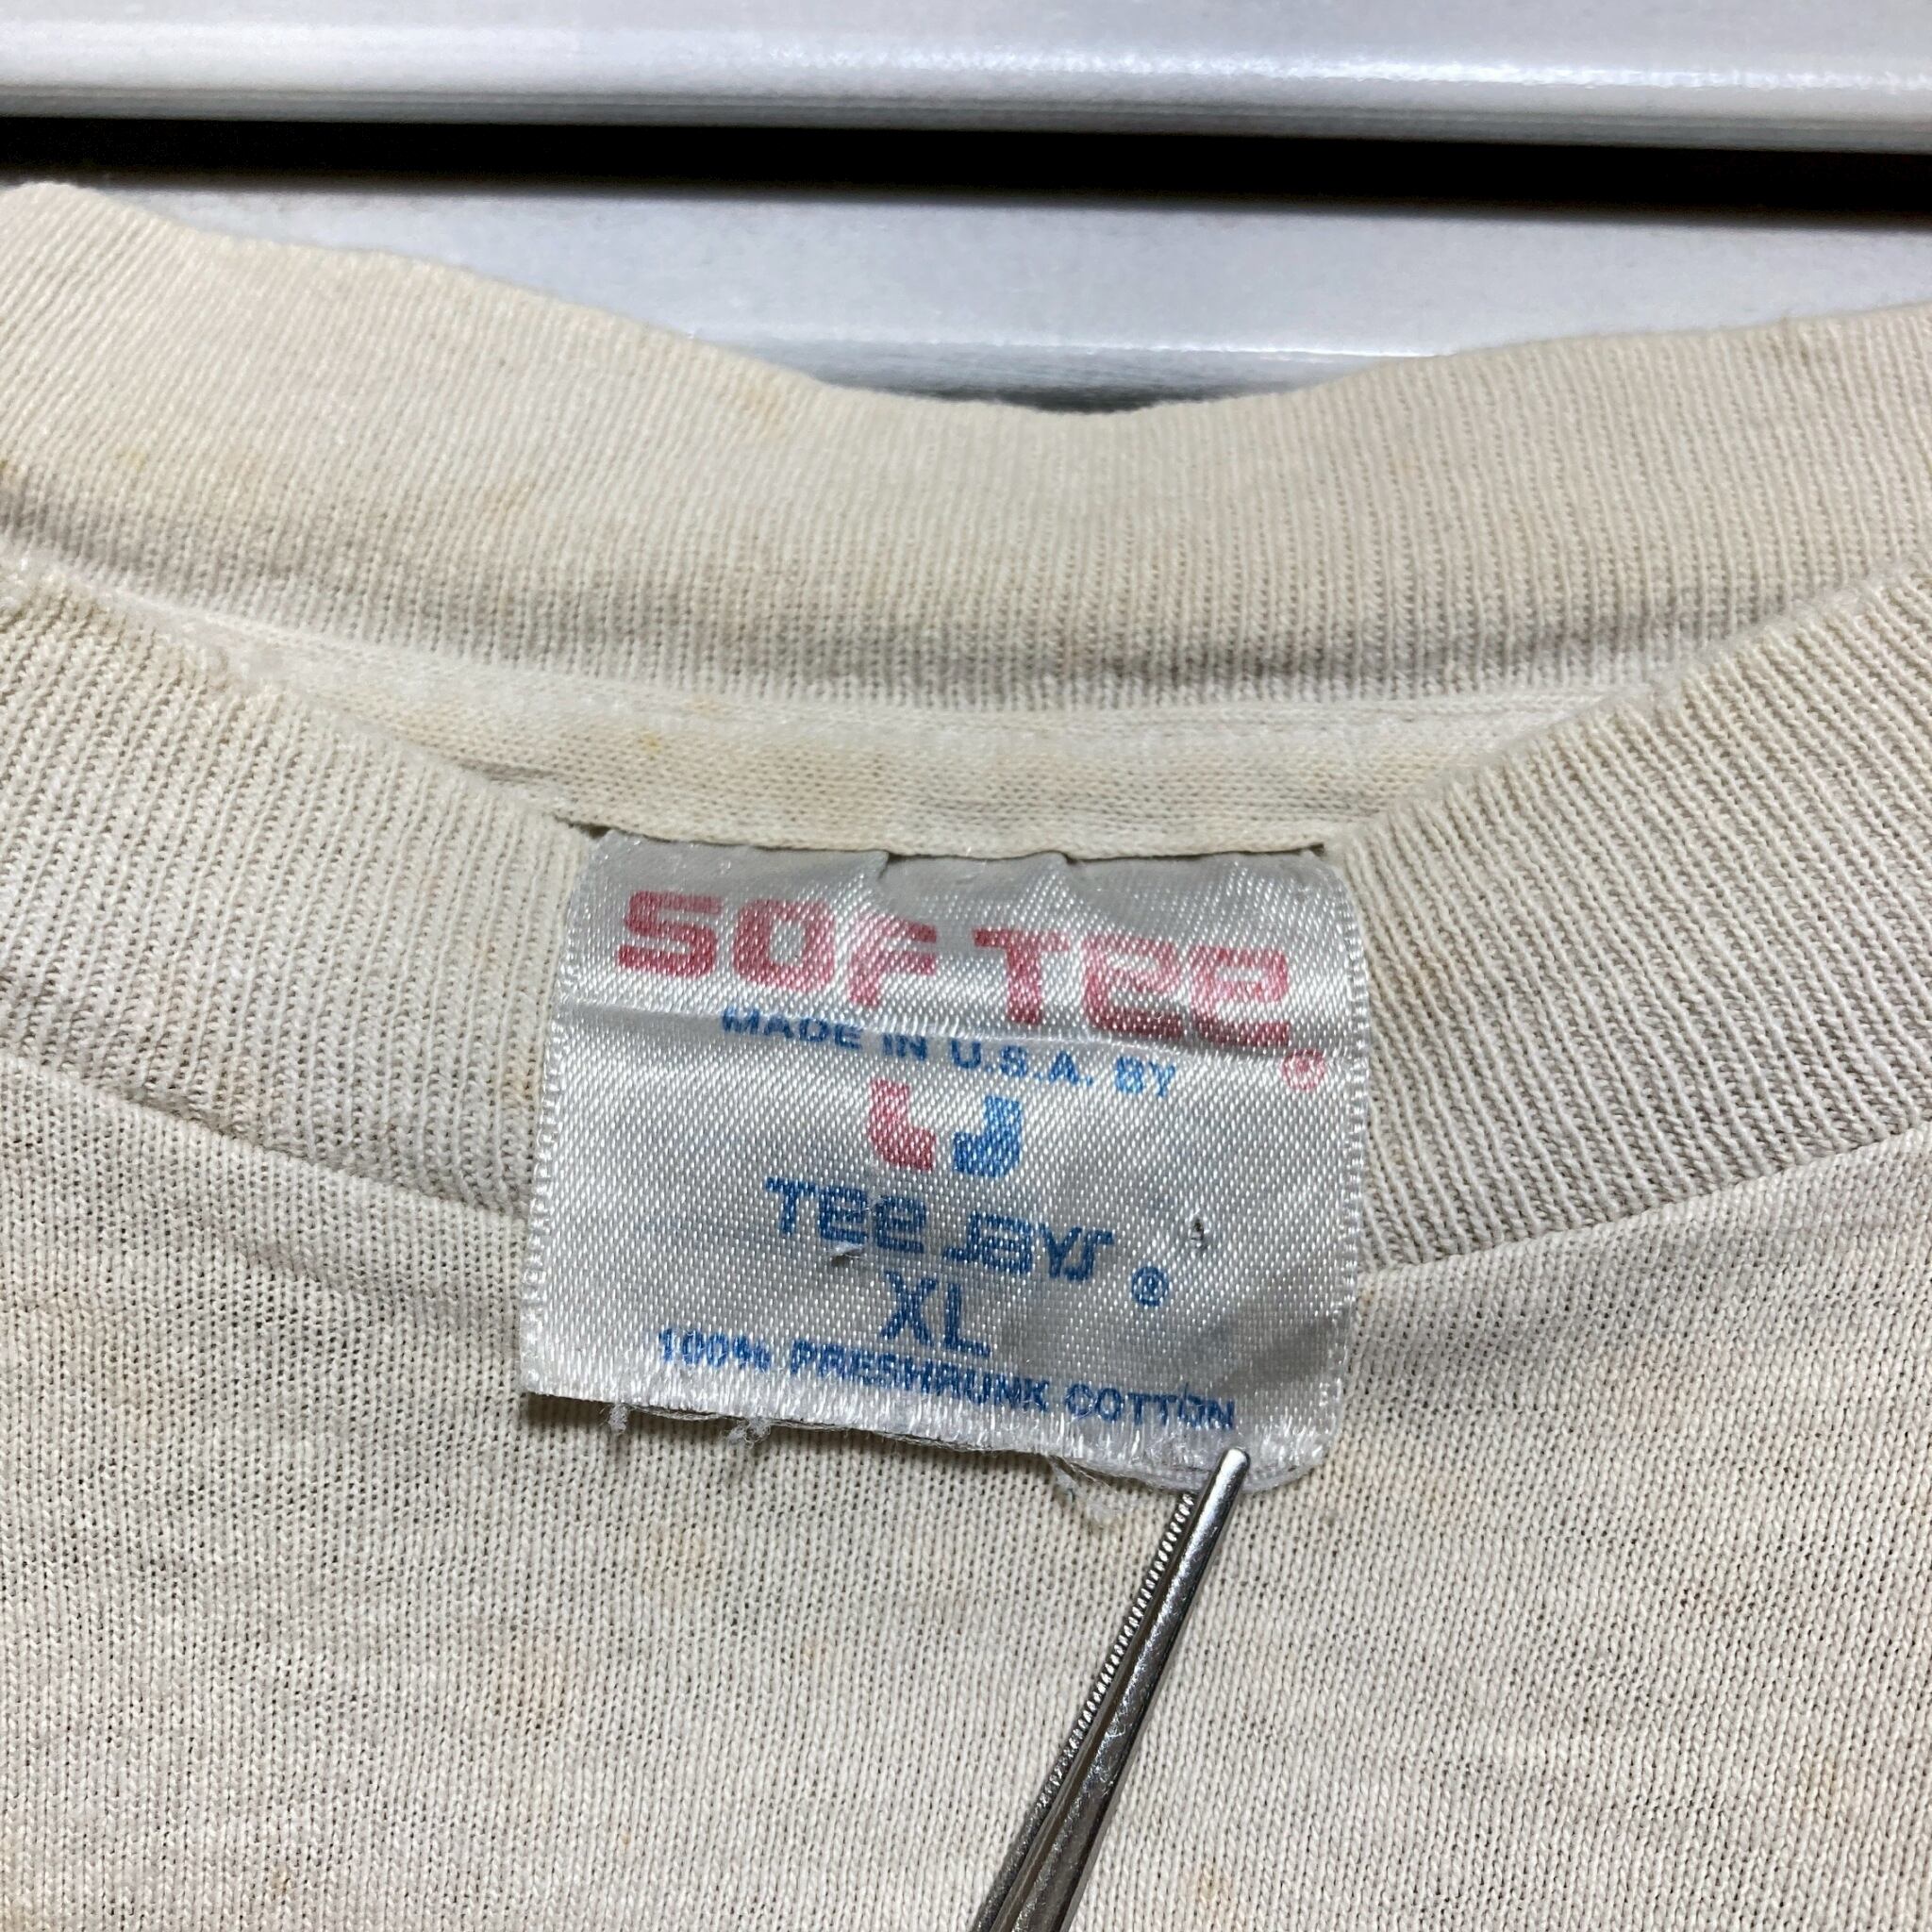 SOFTEE®
MADE IN U.S.A. BY
TEE JAYS®
XL
100% PRESHRUNK COTTON